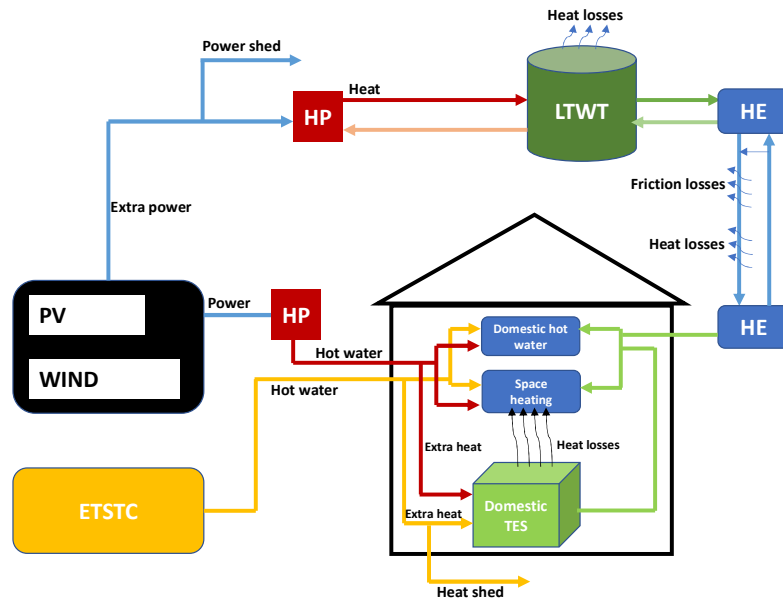 Heat losses
Power shed
Heat
HP
LTWT
HE
Friction losses
Extra power
Heat losses
PV
WIND
Power
HP
HE
Domestic hot
water
Hot water
Hot water
Space
heating
Extra heat
Heat losses
ETSTC
Domestic
TES
Extra heat
Heat shed